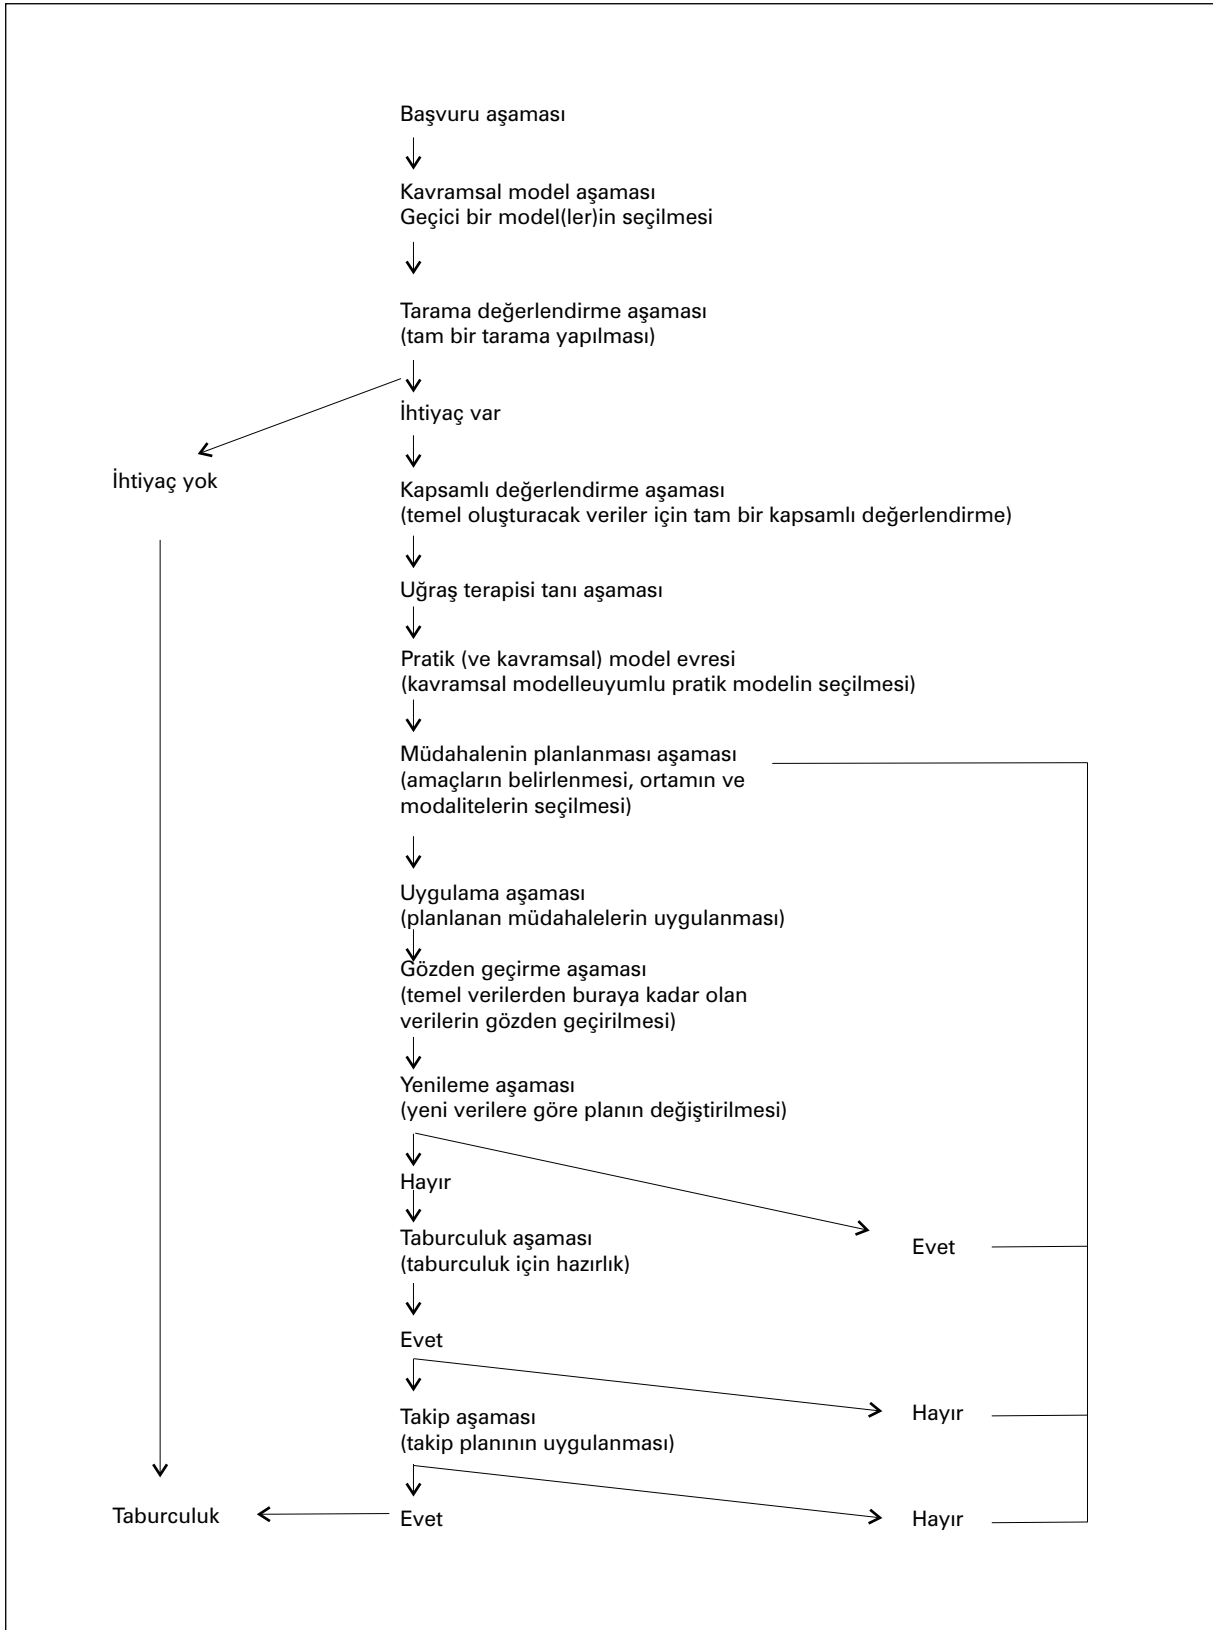 Başvuru aşaması
Kavramsal model aşaması
Geçici bir model(ler)in seçilmesi
Tarama değerlendirme aşaması
(tam bir tarama yapılması)
İhtiyaç var
İhtiyaç yok
Kapsamlı değerlendirme aşaması
(temel oluşturacak veriler için tam bir kapsamlı değerlendirme)
Uğraş terapisi tanı aşaması
Pratik (ve kavramsal) model evresi
(kavramsal modelleuyumlu pratik modelin seçilmesi)
Müdahalenin planlanması aşaması
(amaçların belirlenmesi, ortamın ve
modalitelerin seçilmesi)
Uygulama aşaması
(planlanan müdahalelerin uygulanması)
Gözden geçirme aşaması
(temel verilerden buraya kadar olan
verilerin gözden geçirilmesi)
Yenileme aşaması
(yeni verilere göre planın değiştirilmesi)
Hayır
Taburculuk aşaması
(taburculuk için hazırlık)
Evet
Evet
Takip aşaması
(takip planının uygulanması)
Hayır
Taburculuk
Evet
Hayır